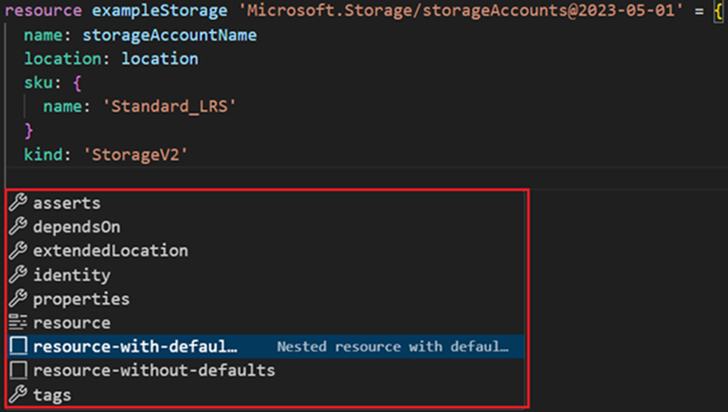 resource exampleStorage 'Microsoft.Storage/storageAccounts@2023-05-01' = {
name: storageAccountName
location: location
sku: {
name: 'Standard_LRS'
}
kind: 'StorageV2'
asserts
dependsOn
extendedLocation
identity
properties
resource
resource-with-defaul… Nested resource with defaul…
resource-without-defaults
tags